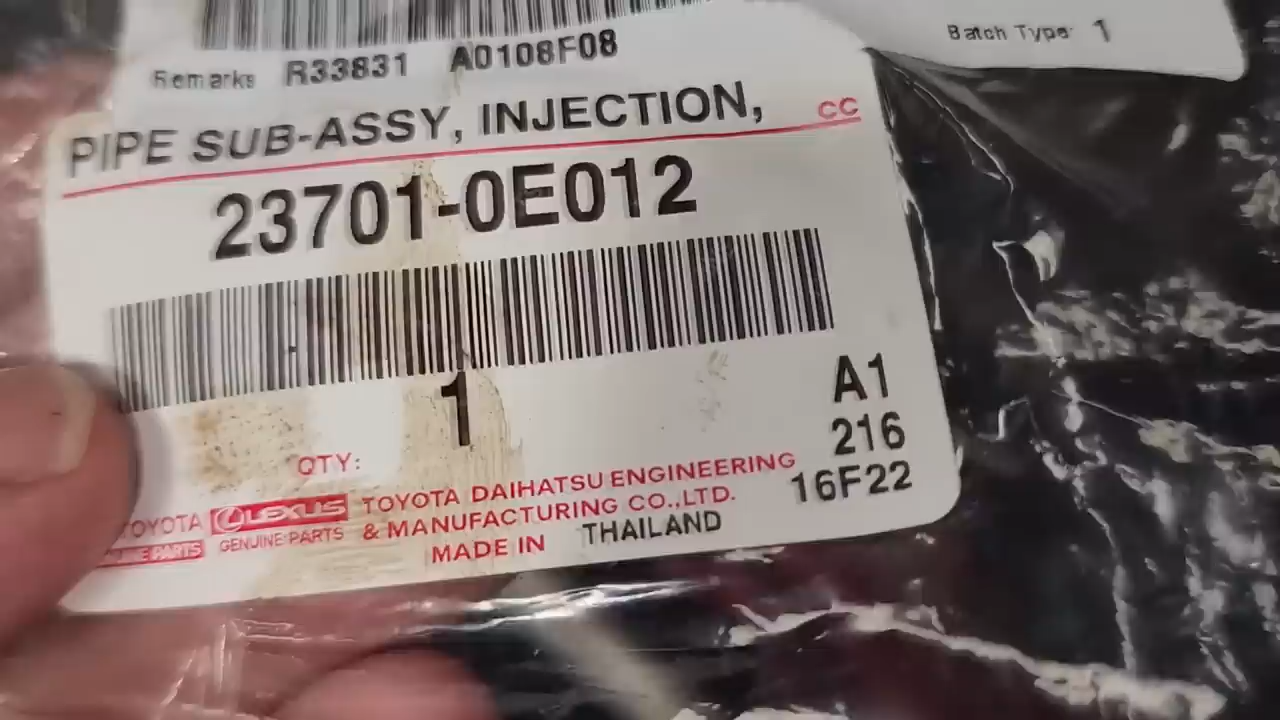 Batch Type: 1
Remarks R33831 A0108F08
PIPE SUB-ASSY, INJECTION, CC
23701-0E012
1
A1
216
16F22
QTY:
TOYOTA LEXUS TOYOTA DAIHATSU ENGINEERING
PARTS GENUINE PARTS & MANUFACTURING CO.,LTD.
MADE IN THAILAND